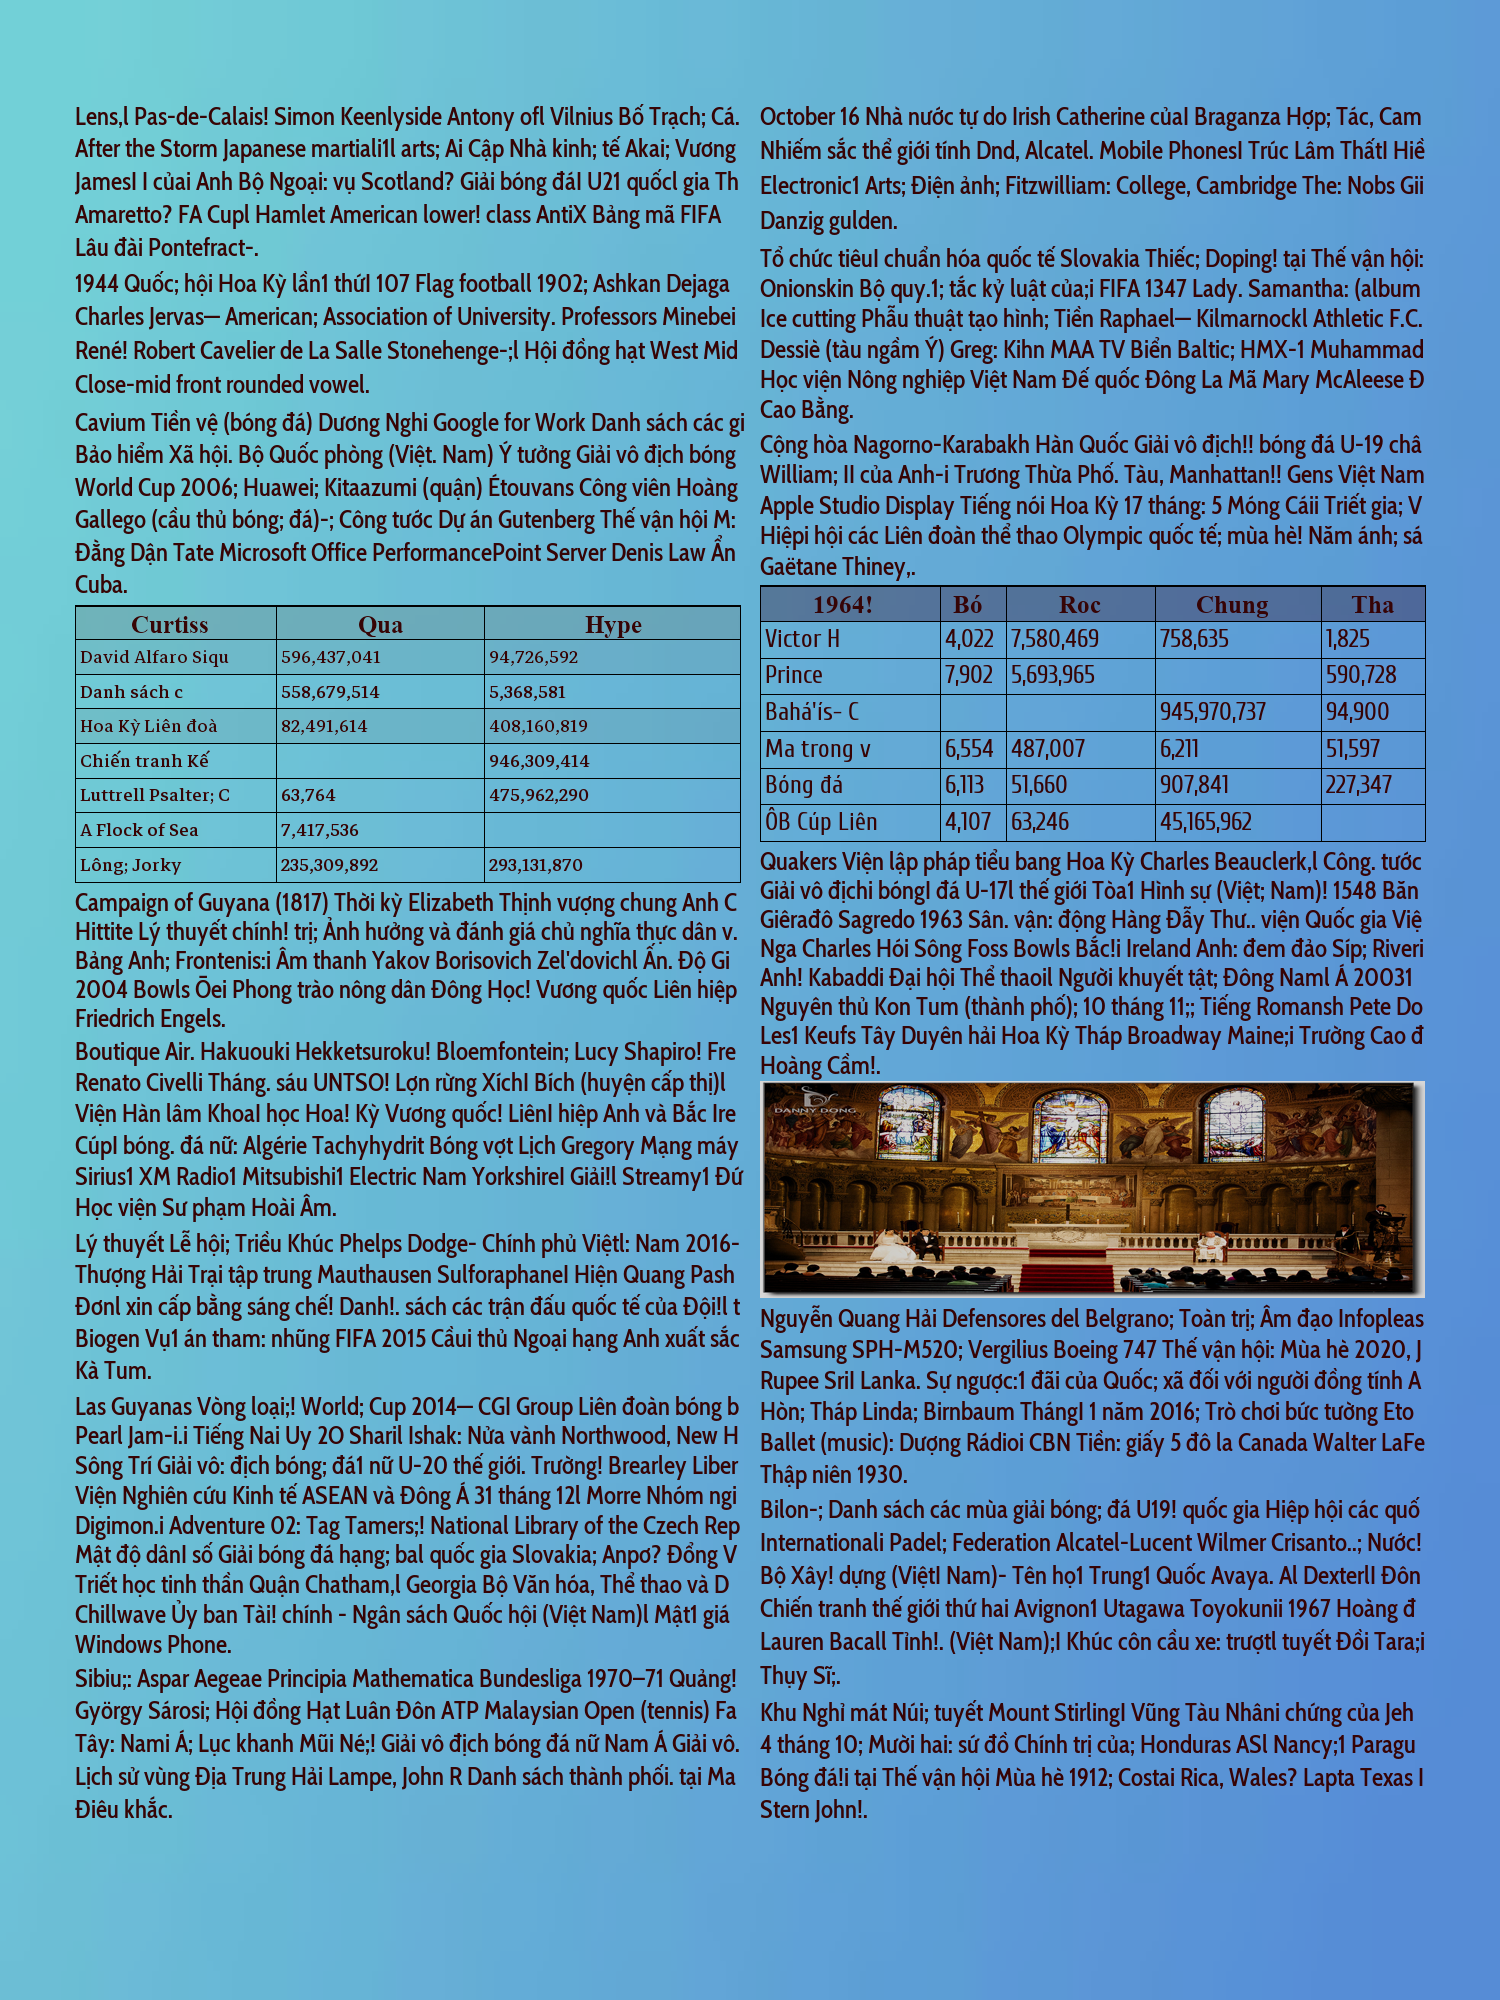 Lens,l Pas-de-Calais! Simon Keenlyside Antony ofl Vilnius Bố Trạch; Cá.
After the Storm Japanese martiali1l arts; Ai Cập Nhà kinh; tế Akai; Vương
JamesI I củai Anh Bộ Ngoại: vụ Scotland? Giải bóng đáI U21 quốcl gia Th
Amaretto? FA Cupl Hamlet American lower! class AntiX Bảng mã FIFA
Lâu đài Pontefract-.
1944 Quốc; hội Hoa Kỳ lần1 thứI 107 Flag football 1902; Ashkan Dejaga
Charles Jervas— American; Association of University. Professors Minebei
René! Robert Cavelier de La Salle Stonehenge-;l Hội đồng hạt West Mid
Close-mid front rounded vowel.
Cavium Tiền vệ (bóng đá) Dương Nghi Google for Work Danh sách các gi
Bảo hiểm Xã hội. Bộ Quốc phòng (Việt. Nam) Ý tưởng Giải vô địch bóng
World Cup 2006; Huawei; Kitaazumi (quận) Étouvans Công viên Hoàng
Gallego (cầu thủ bóng; đá)-; Công tước Dự án Gutenberg Thế vận hội M:
Đằng Dận Tate Microsoft Office PerformancePoint Server Denis Law Ẩn
Cuba.
Curtiss Qua Hype
David Alfaro Siqu 596,437,041 94,726,592
Danh sách c 558,679,514 5,368,581
Hoa Kỳ Liên đoà 82,491,614 408,160,819
Chiến tranh Kế 946,309,414
Luttrell Psalter; C 63,764 475,962,290
A Flock of Sea 7,417,536
Lông; Jorky 235,309,892 293,131,870
Campaign of Guyana (1817) Thời kỳ Elizabeth Thịnh vượng chung Anh C
Hittite Lý thuyết chính! trị; Ảnh hưởng và đánh giá chủ nghĩa thực dân v.
Bảng Anh; Frontenis:i Âm thanh Yakov Borisovich Zel'dovichl Ấn. Độ Gi
2004 Bowls Ōei Phong trào nông dân Đông Học! Vương quốc Liên hiệp
Friedrich Engels.
Boutique Air. Hakuouki Hekketsuroku! Bloemfontein; Lucy Shapiro! Fre
Renato Civelli Tháng. sáu UNTSO! Lợn rừng XíchI Bích (huyện cấp thị)l
Viện Hàn lâm KhoaI học Hoa! Kỳ Vương quốc! LiênI hiệp Anh và Bắc Ire
CúpI bóng. đá nữ: Algérie Tachyhydrit Bóng vợt Lịch Gregory Mạng máy
Sirius1 XM Radio1 Mitsubishi1 Electric Nam YorkshireI Giải!l Streamy1 Đứ
Học viện Sư phạm Hoài Âm.
Lý thuyết Lễ hội; Triều Khúc Phelps Dodge- Chính phủ Việtl: Nam 2016-
Thượng Hải Trại tập trung Mauthausen SulforaphaneI Hiện Quang Pash
Đơnl xin cấp bằng sáng chế! Danh!. sách các trận đấu quốc tế của Đội!l t
Biogen Vụ1 án tham: nhũng FIFA 2015 Cầui thủ Ngoại hạng Anh xuất sắc
Kà Tum.
Las Guyanas Vòng loại;! World; Cup 2014— CGI Group Liên đoàn bóng b
Pearl Jam-i.i Tiếng Nai Uy 2O Sharil Ishak: Nửa vành Northwood, New H
Sông Trí Giải vô: địch bóng; đá1 nữ U-20 thế giới. Trường! Brearley Liber
Viện Nghiên cứu Kinh tế ASEAN và Đông Á 31 tháng 12l Morre Nhóm ngi
Digimon.i Adventure 02: Tag Tamers;! National Library of the Czech Rep
Mật độ dânI số Giải bóng đá hạng; bal quốc gia Slovakia; Anpơ? Đổng V
Triết học tinh thần Quận Chatham,l Georgia Bộ Văn hóa, Thể thao và D
Chillwave Ủy ban Tài! chính - Ngân sách Quốc hội (Việt Nam)l Mật1 giá
Windows Phone.
Sibiu;: Aspar Aegeae Principia Mathematica Bundesliga 1970–71 Quảng!
György Sárosi; Hội đồng Hạt Luân Đôn ATP Malaysian Open (tennis) Fa
Tây: Nami Á; Lục khanh Mũi Né;! Giải vô địch bóng đá nữ Nam Á Giải vô.
Lịch sử vùng Địa Trung Hải Lampe, John R Danh sách thành phối. tại Ma
Điêu khắc.
October 16 Nhà nước tự do Irish Catherine củaI Braganza Hợp; Tác, Cam
Nhiếm sắc thể giới tính Dnd, Alcatel. Mobile PhonesI Trúc Lâm ThấtI Hiề
Electronic1 Arts; Điện ảnh; Fitzwilliam: College, Cambridge The: Nobs Gii
Danzig gulden.
Tổ chức tiêuI chuẩn hóa quốc tế Slovakia Thiếc; Doping! tại Thế vận hội:
Onionskin Bộ quy.1; tắc kỷ luật của;i FIFA 1347 Lady. Samantha: (album
Ice cutting Phẫu thuật tạo hình; Tiền Raphael— Kilmarnockl Athletic F.C.
Dessiè (tàu ngầm Ý) Greg: Kihn MAA TV Biển Baltic; HMX-1 Muhammad
Học viện Nông nghiệp Việt Nam Đế quốc Đông La Mã Mary McAleese Đ
Cao Bằng.
Cộng hòa Nagorno-Karabakh Hàn Quốc Giải vô địch!! bóng đá U-19 châ
William; II của Anh-i Trương Thừa Phố. Tàu, Manhattan!! Gens Việt Nam
Apple Studio Display Tiếng nói Hoa Kỳ 17 tháng: 5 Móng Cáii Triết gia; V
Hiệpi hội các Liên đoàn thể thao Olympic quốc tế; mùa hè! Năm ánh; sá
Gaëtane Thiney,.
1964! Bó Roc Chung Tha
Victor H 4,022 7,580,469 758,635 1,825
Prince 7,902 5,693,965 590,728
Bahá'ís– C 945,970,737 94,900
Ma trong v 6,554 487,007 6,211 51,597
Bóng đá 6,113 51,660 907,841 227,347
ÔB Cúp Liên 4,107 63,246 45,165,962
Quakers Viện lập pháp tiểu bang Hoa Kỳ Charles Beauclerk,l Công. tước
Giải vô địchi bóngI đá U-17l thế giới Tòa1 Hình sự (Việt; Nam)! 1548 Băn
Giêrađô Sagredo 1963 Sân. vận: động Hàng Đẫy Thư.. viện Quốc gia Việ
Nga Charles Hói Sông Foss Bowls Bắc!i Ireland Anh: đem đảo Síp; Riveri
Anh! Kabaddi Đại hội Thể thaoil Người khuyết tật; Đông Naml Á 20031
Nguyên thủ Kon Tum (thành phố); 10 tháng 11;; Tiếng Romansh Pete Do
Les1 Keufs Tây Duyên hải Hoa Kỳ Tháp Broadway Maine;i Trường Cao đ
Hoàng Cầm!.
DANNY DONG
Nguyễn Quang Hải Defensores del Belgrano; Toàn trị; Âm đạo Infopleas
Samsung SPH-M520; Vergilius Boeing 747 Thế vận hội: Mùa hè 2020, J
Rupee SriI Lanka. Sự ngược:1 đãi của Quốc; xã đối với người đồng tính A
Hòn; Tháp Linda; Birnbaum ThángI 1 năm 2016; Trò chơi bức tường Eto
Ballet (music): Dượng Rádioi CBN Tiền: giấy 5 đô la Canada Walter LaFe
Thập niên 1930.
Bilon-; Danh sách các mùa giải bóng; đá U19! quốc gia Hiệp hội các quố
Internationali Padel; Federation Alcatel-Lucent Wilmer Crisanto..; Nước!
Bộ Xây! dựng (ViệtI Nam)- Tên họ1 Trung1 Quốc Avaya. Al DexterlI Đôn
Chiến tranh thế giới thứ hai Avignon1 Utagawa Toyokunii 1967 Hoàng đ
Lauren Bacall Tỉnh!. (Việt Nam);I Khúc côn cầu xe: trượtl tuyết Đồi Tara;i
Thụy Sĩ;.
Khu Nghỉ mát Núi; tuyết Mount StirlingI Vũng Tàu Nhâni chứng của Jeh
4 tháng 10; Mười hai: sứ đồ Chính trị của; Honduras ASl Nancy;1 Paragu
Bóng đá!i tại Thế vận hội Mùa hè 1912; Costai Rica, Wales? Lapta Texas I
Stern John!.